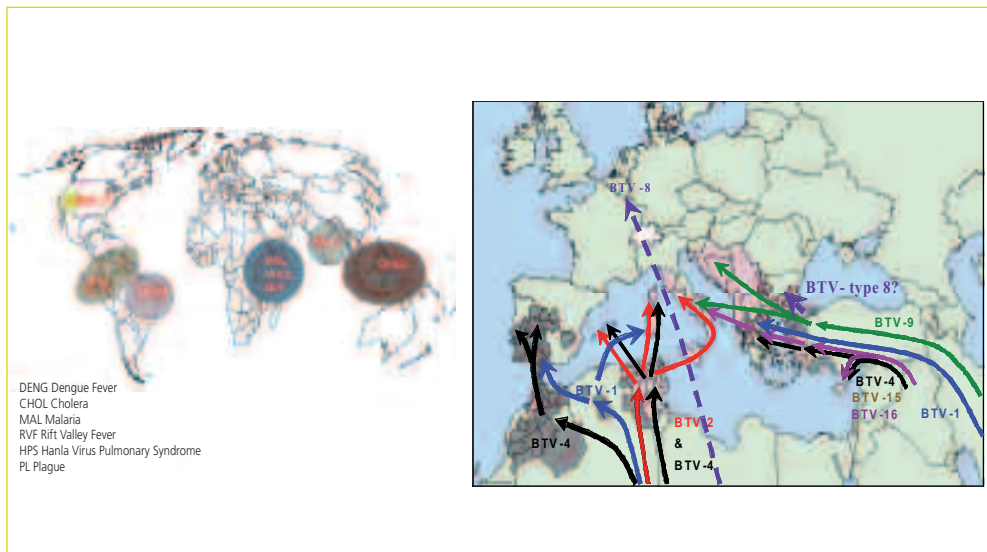 DENG Dengue Fever
CHOL Cholera
MAL Malaria
RVF Rift Valley Fever
HPS Hanla Virus Pulmonary Syndrome
PL Plague
BTV-8
BTV- type 8?
BTV-9
BTV-4
BTV-15
BTV-16
BTV-1
BTV-1
BTV-2
&
BTV-4
BTV-4